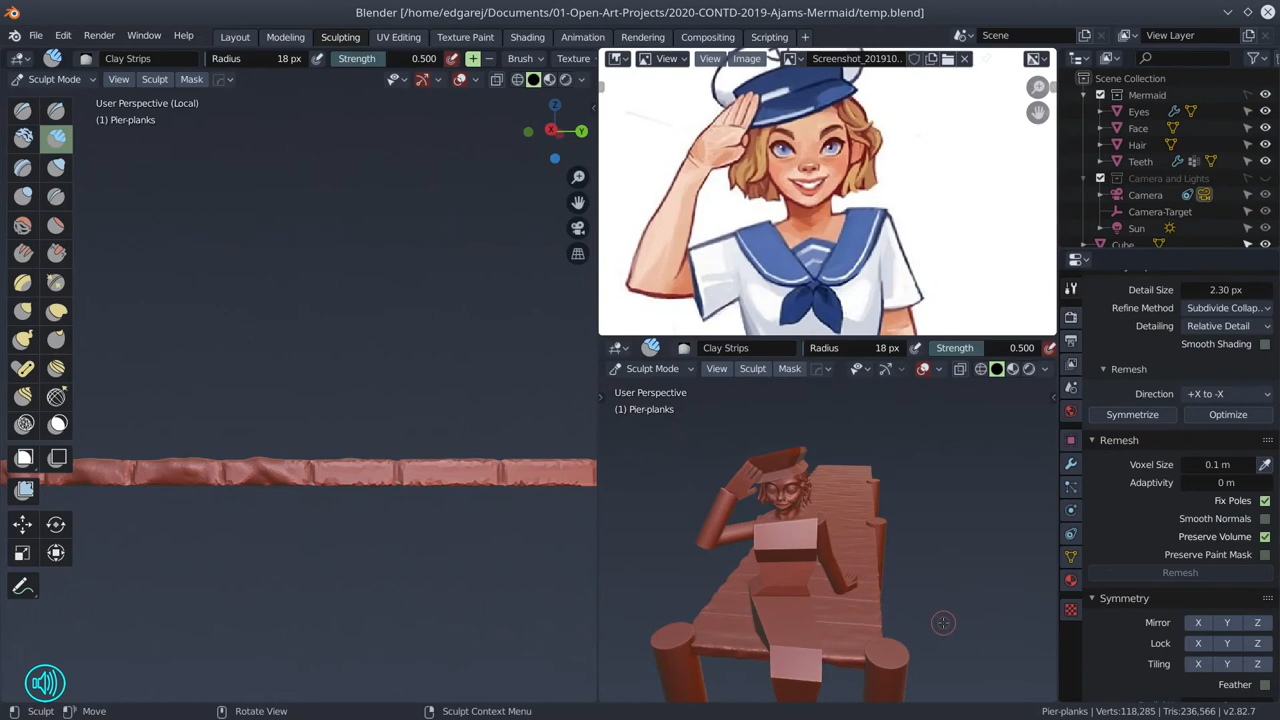 Blender [/home/edgarej/Documents/01-Open-Art-Projects/2020-CONTD-2019-Ajams-Mermaid/temp.blend]
File Edit Render Window Help Layout Modeling Sculpting UV Editing Texture Paint Shading Animation Rendering Compositing Scripting + Scene View Layer
Clay Strips Radius 18 px Strength 0.500 Brush Texture
Sculpt Mode View Sculpt Mask
User Perspective (Local)
(1) Pier-planks
X Y Z
View View Image Screenshot_201910..
Clay Strips Radius 18 px Strength 0.500
Sculpt Mode View Sculpt Mask
User Perspective
(1) Pier-planks
Scene Collection
Mermaid
Eyes
Face
Hair
Teeth
Camera and Lights
Camera
Camera-Target
Sun
Cube
Detail Size 2.30 px
Refine Method Subdivide Collap..
Detailing Relative Detail
Smooth Shading
Remesh
Direction +X to -X
Symmetrize Optimize
Remesh
Voxel Size 0.1 m
Adaptivity 0 m
Fix Poles
Smooth Normals
Preserve Volume
Preserve Paint Mask
Remesh
Symmetry
Mirror X Y Z
Lock X Y Z
Tiling X Y Z
Feather
Sculpt Move Rotate View Sculpt Context Menu Pier-planks | Verts:118,285 | Tris:236,566 | v2.82.7